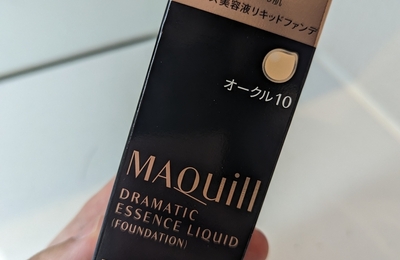 美容液リキッドファンデ
オークル10
MAQuill
DRAMATIC
ESSENCE LIQUID
(FOUNDATION)